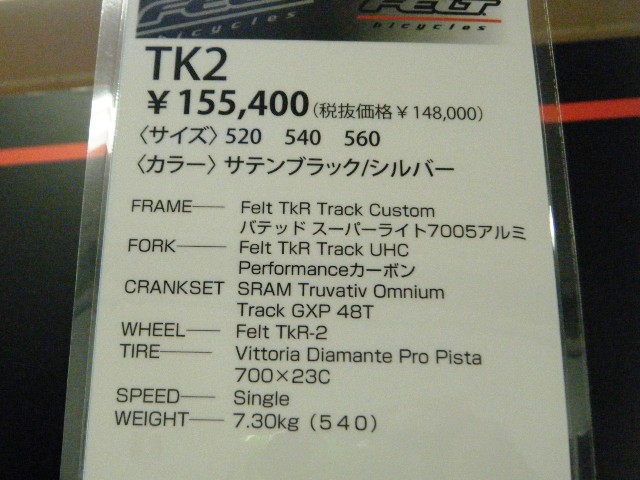 FELT FELT
bicycles bicycles
TK2
¥155,400(税抜価格¥148,000)
〈サイズ〉520 540 560
〈カラー〉サテンブラック/シルバー
FRAME── Felt TkR Track Custom
バテッド スーパーライト7005アルミ
FORK── Felt TkR Track UHC
Performanceカーボン
CRANKSET SRAM Truvativ Omnium
Track GXP 48T
WHEEL── Felt TkR-2
TIRE── Vittoria Diamante Pro Pista
700×23C
SPEED── Single
WEIGHT── 7.30kg(540)